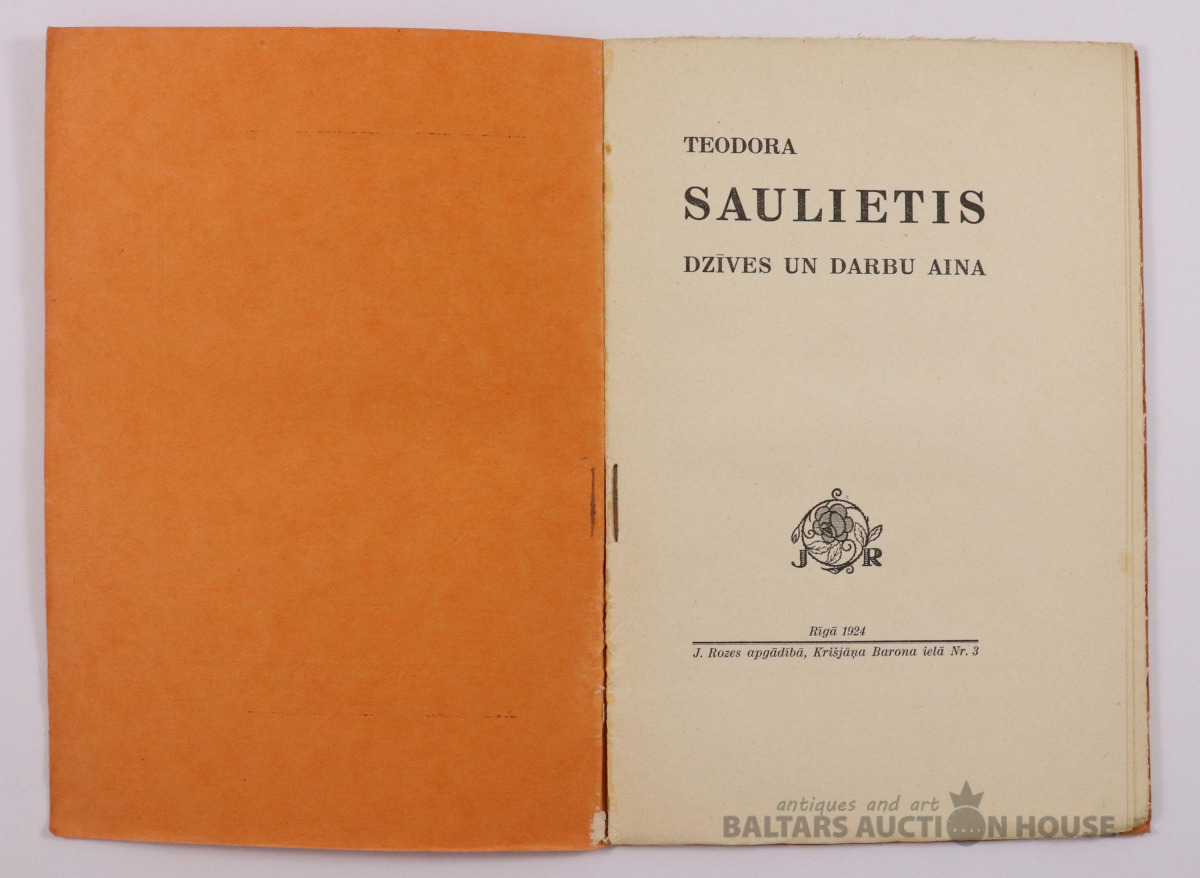 TEODORA
SAULIETIS
DZĪVES UN DARBU AINA
J R
Rīgā 1924
J. Rozes apgādībā, Krišjāņa Barona ielā Nr. 3
antiques and art
BALTARS AUCTION HOUSE